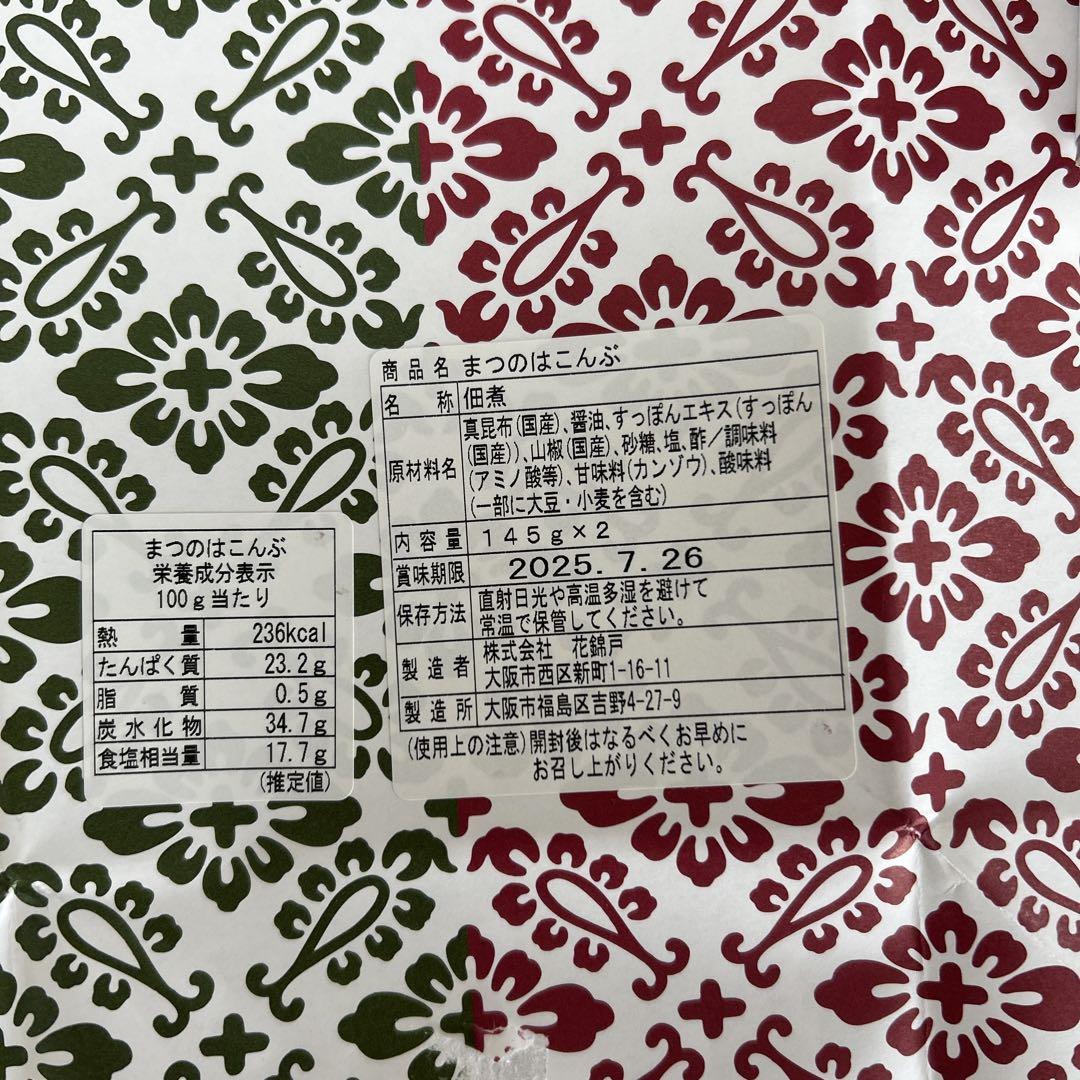 商品名 まつのはこんぶ
名称 佃煮
原材料名 真昆布(国産)、醤油、すっぽんエキス(すっぽん
(国産))、山椒(国産)、砂糖、塩、酢／調味料
(アミノ酸等)、甘味料(カンゾウ)、酸味料
(一部に大豆・小麦を含む)
内容量 １４５ｇ×２
賞味期限 2025. 7. 26
保存方法 直射日光や高温多湿を避けて
常温で保管してください。
製造者 株式会社 花錦戸
大阪市西区新町1-16-11
製造所 大阪市福島区吉野4-27-9
(使用上の注意)開封後はなるべくお早めに
お召し上がりください。
まつのはこんぶ
栄養成分表示
100g当たり
熱量 236kcal
たんぱく質 23.2g
脂質 0.5g
炭水化物 34.7g
食塩相当量 17.7g
(推定値)